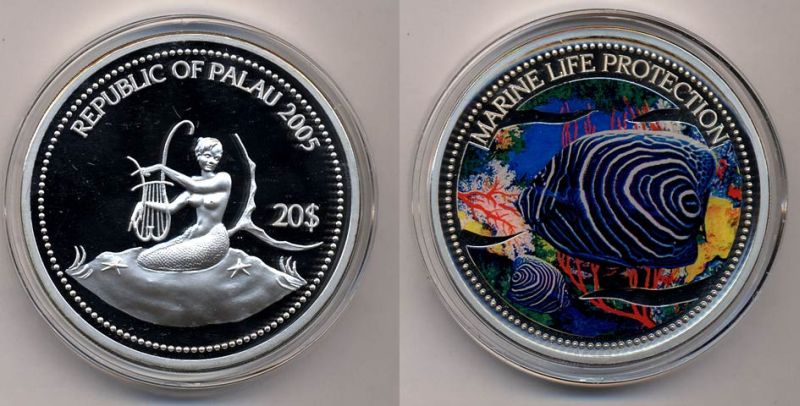 REPUBLIC OF PALAU 2005
20$
MARINE LIFE PROTECTION